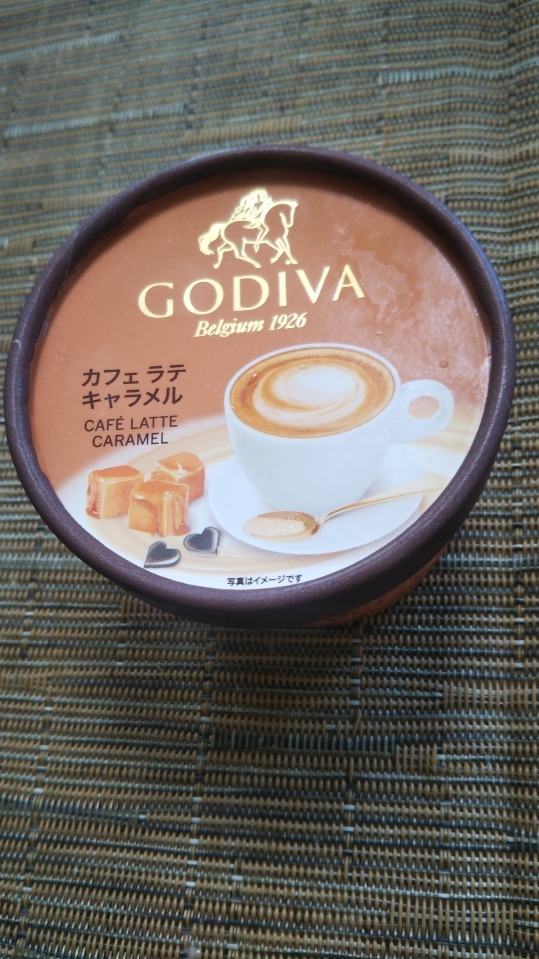 GODIVA
Belgium 1926
カフェ ラテ
キャラメル
CAFÉ LATTE
CARAMEL
写真はイメージです